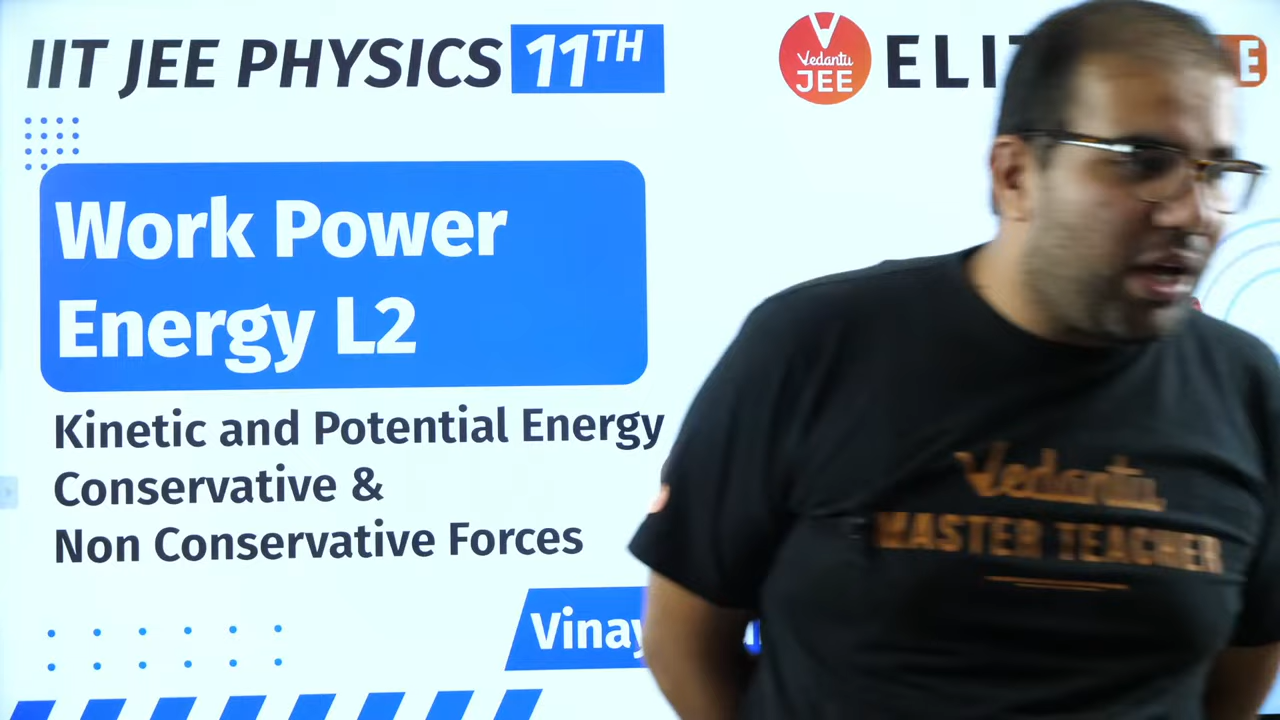 IIT JEE PHYSICS 11TH
Vedantu
JEE
ELI
E
Work Power
Energy L2
Kinetic and Potential Energy
Conservative &
Non Conservative Forces
Vinay
Vedantu
MASTER TEACHER